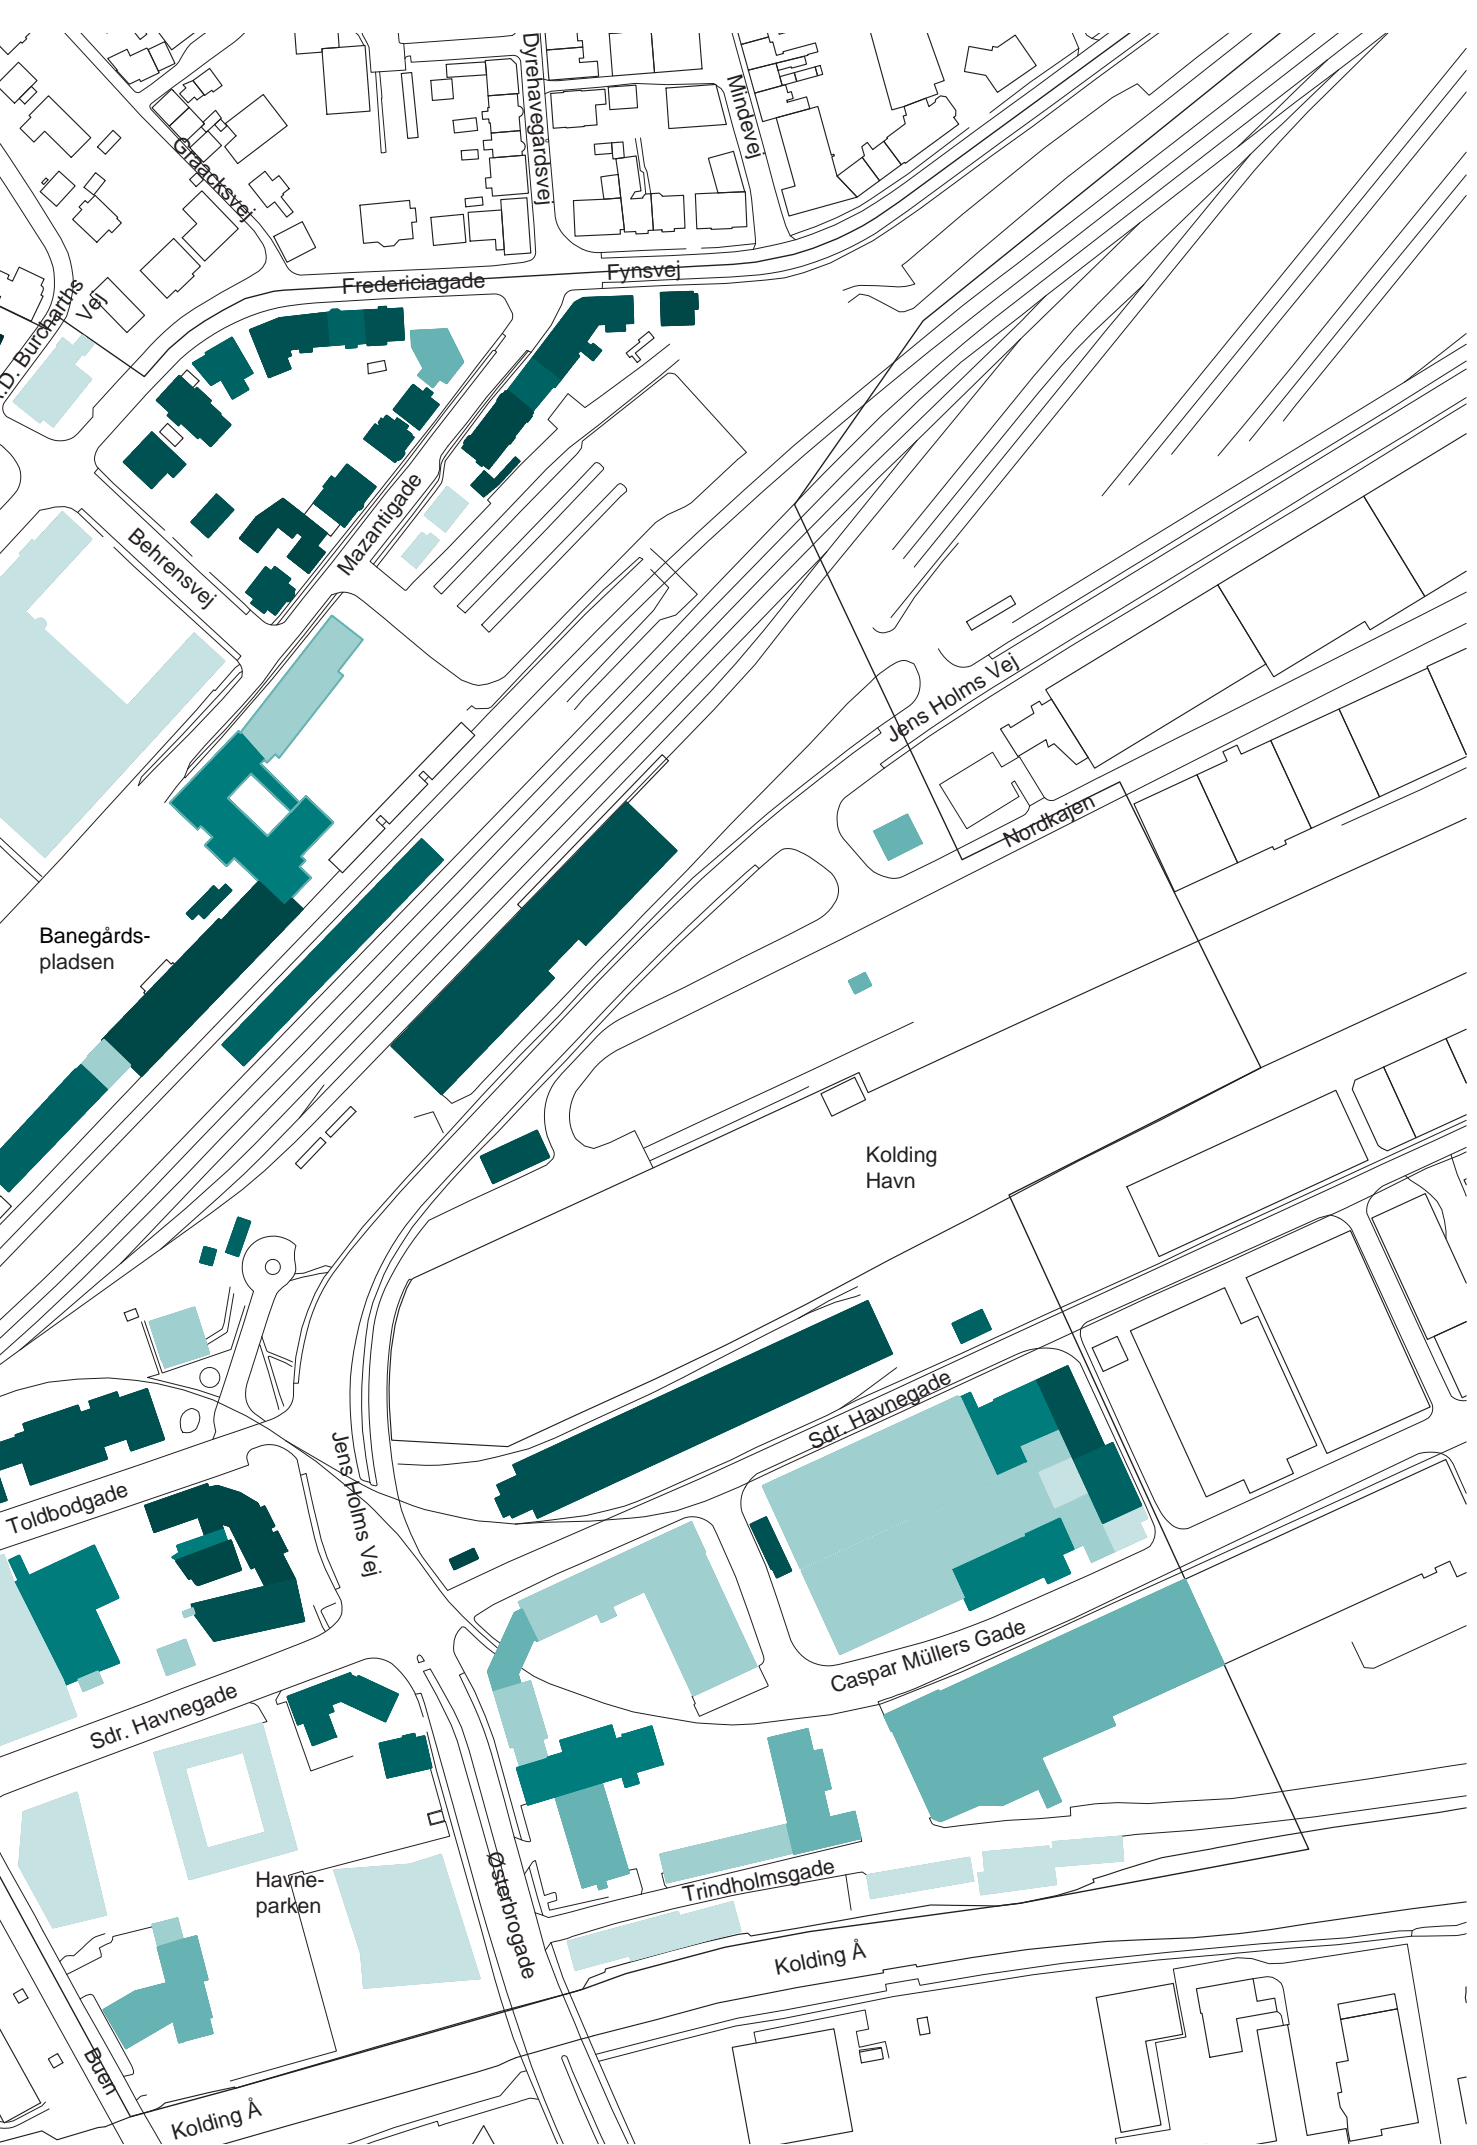 Dyrehavegårdsvej
Mindevej
Graacksvej
Fredericiagade
Fynsvej
.D. Burcharths
Vej
Behrensvej
Mazantigade
Jens Holms Vej
Nordkajen
Banegårds-
pladsen
Kolding
Havn
Sdr. Havnegade
Jens Holms Vej
Toldbodgade
Caspar Müllers Gade
Sdr. Havnegade
Havne-
parken
Østerbrogade
Trindholmsgade
Kolding Å
Buen
Kolding Å